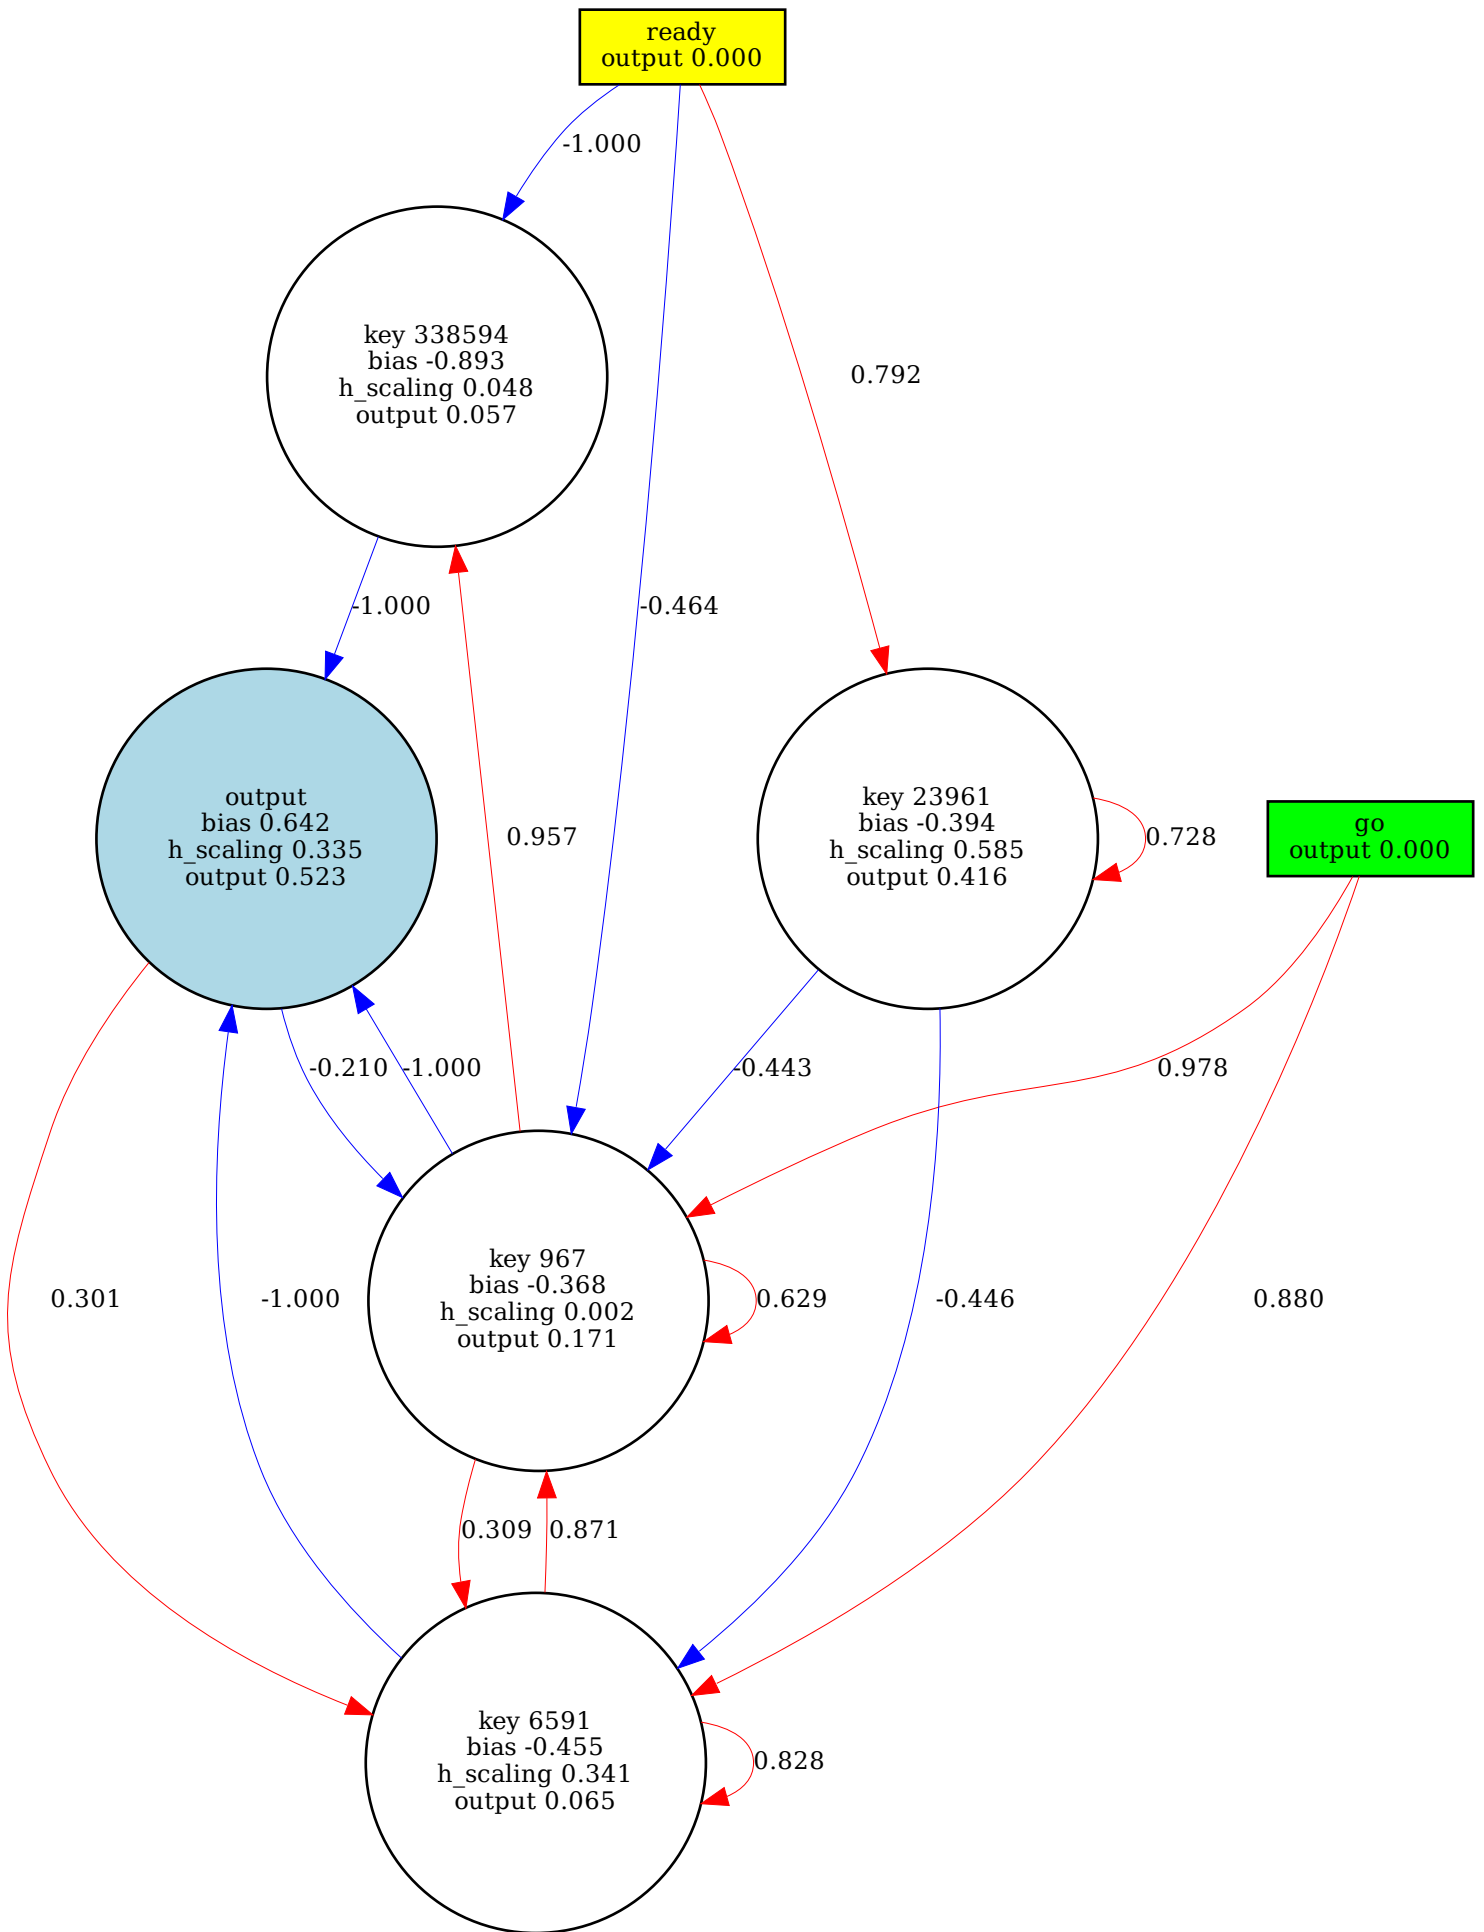 ready
output 0.000
-1.000
key 338594
bias -0.893
h_scaling 0.048
output 0.057
0.792
-1.000
-0.464
output
bias 0.642
h_scaling 0.335
output 0.523
0.957
key 23961
bias -0.394
h_scaling 0.585
output 0.416
0.728
go
output 0.000
-0.210
-1.000
-0.443
0.978
0.301
-1.000
key 967
bias -0.368
h_scaling 0.002
output 0.171
0.629
-0.446
0.880
0.309
0.871
key 6591
bias -0.455
h_scaling 0.341
output 0.065
0.828